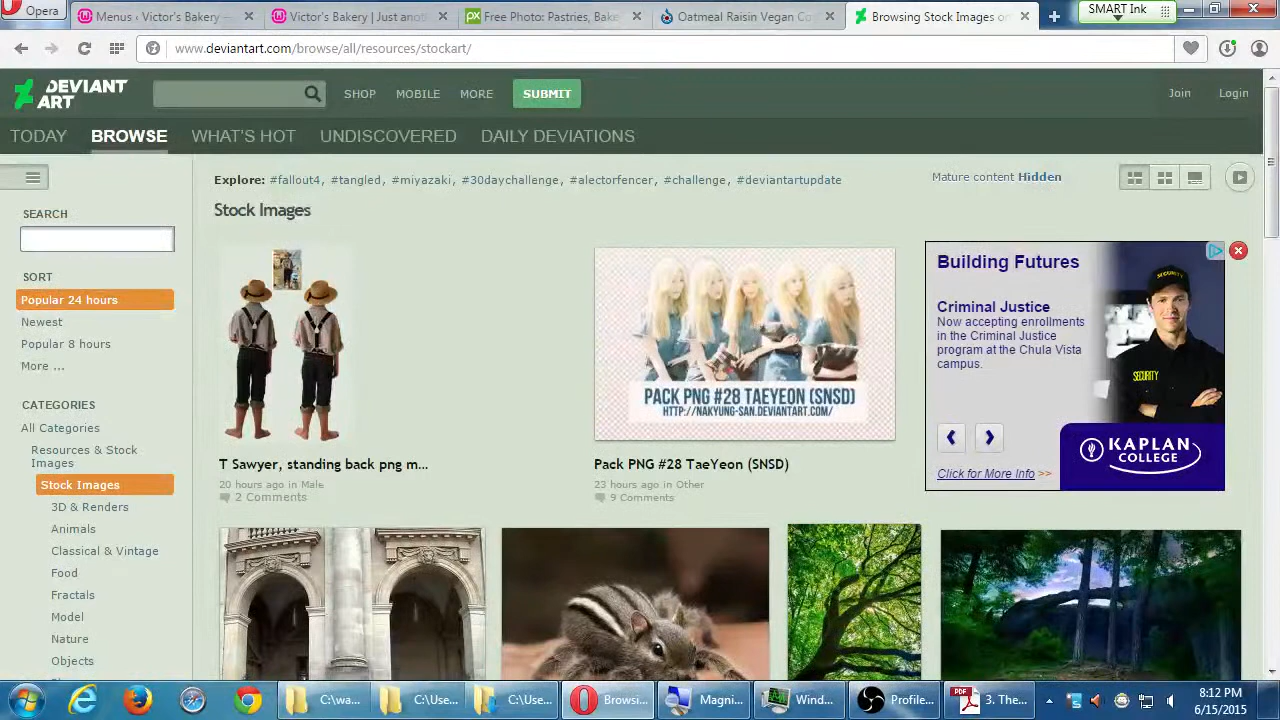 Opera
Menus ‹ Victor's Bakery —
Victor's Bakery | Just anot
Free Photo: Pastries, Bake
Oatmeal Raisin Vegan Co
Browsing Stock Images on
SMART Ink
www.deviantart.com/browse/all/resources/stockart/
DEVIANT ART
SHOP
MOBILE
MORE
SUBMIT
Join
Login
TODAY
BROWSE
WHAT'S HOT
UNDISCOVERED
DAILY DEVIATIONS
Explore: #fallout4, #tangled, #miyazaki, #30daychallenge, #alectorfencer, #challenge, #deviantartupdate
Mature content Hidden
SEARCH
Stock Images
SORT
Popular 24 hours
Newest
Popular 8 hours
More ...
CATEGORIES
All Categories
Resources & Stock
Images
Stock Images
3D & Renders
Animals
Classical & Vintage
Food
Fractals
Model
Nature
Objects
T Sawyer, standing back png m...
20 hours ago in Male
2 Comments
PACK PNG #28 TAEYEON (SNSD)
HTTP://NAKYUNG-SAN.DEVIANTART.COM/
Pack PNG #28 TaeYeon (SNSD)
23 hours ago in Other
9 Comments
Building Futures
Criminal Justice
Now accepting enrollments
in the Criminal Justice
program at the Chula Vista
campus.
SECURITY
SECURITY
Click for More Info >>
KAPLAN
COLLEGE
C:\wa...
C:\Use...
C:\Use...
Browsi...
Magni...
Wind...
Profile...
PDF
3. The...
8:12 PM
6/15/2015